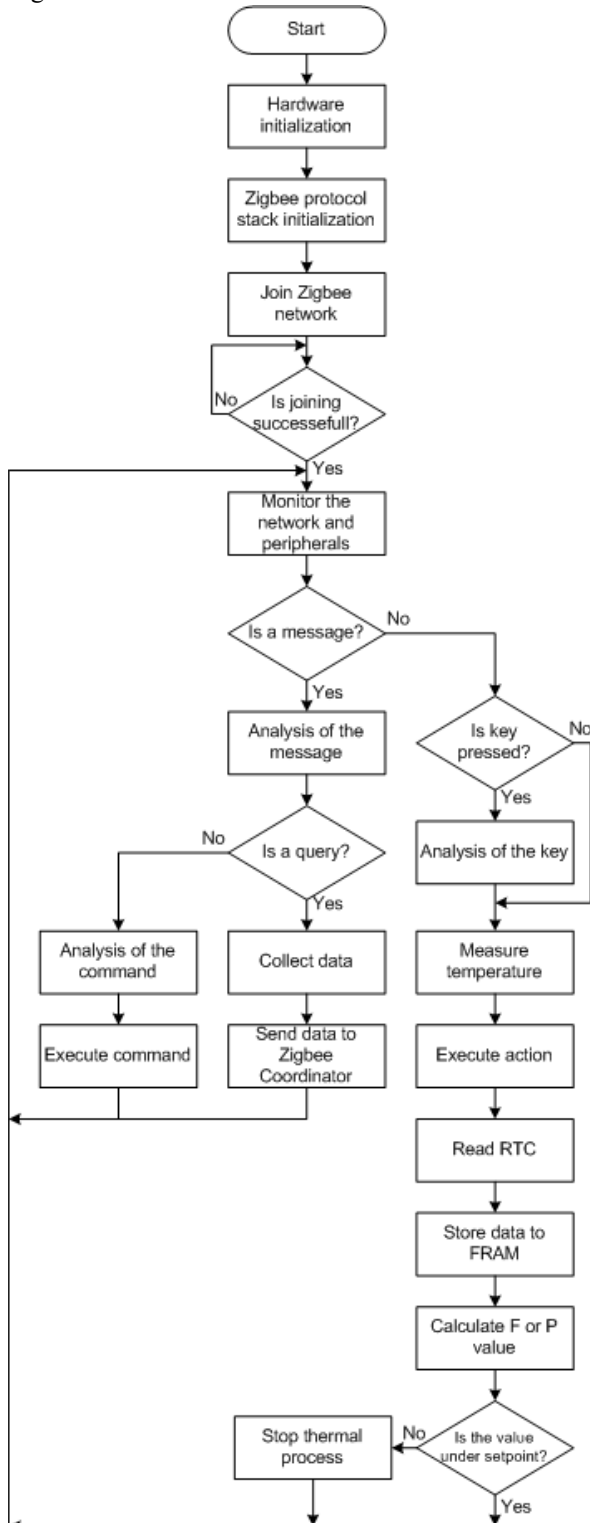 Start
Hardware
initialization
Zigbee protocol
stack initialization
Join Zigbee
network
No
Is joining
successefull?
Yes
Monitor the
network and
peripherals
Is a message?
No
Yes
Analysis of the
message
Is key
pressed?
No
Yes
Analysis of the key
No
Is a query?
Yes
Analysis of the
command
Collect data
Measure
temperature
Execute command
Send data to
Zigbee
Coordinator
Execute action
Read RTC
Store data to
FRAM
Calculate F or P
value
Stop thermal
process
No
Is the value
under setpoint?
Yes